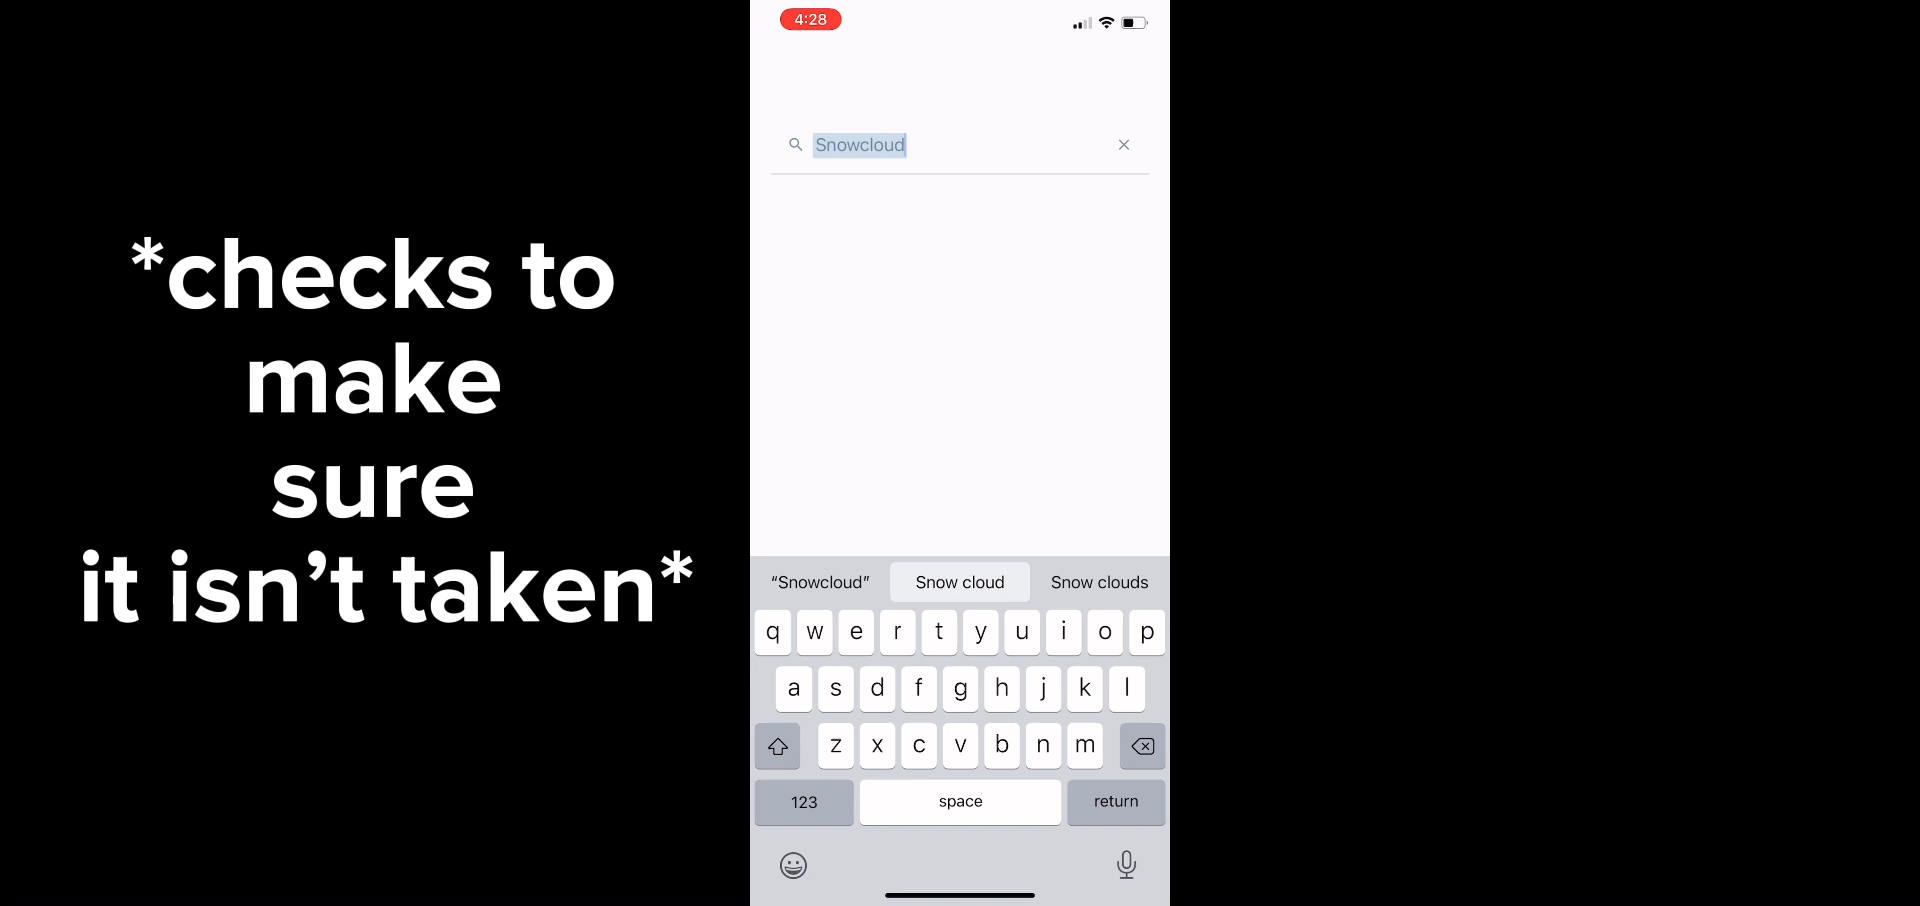 *checks to
make
sure
it isn’t taken*
4:28
Snowcloud
“Snowcloud” Snow cloud Snow clouds
q w e r t y u i o p
a s d f g h j k l
z x c v b n m
123 space return